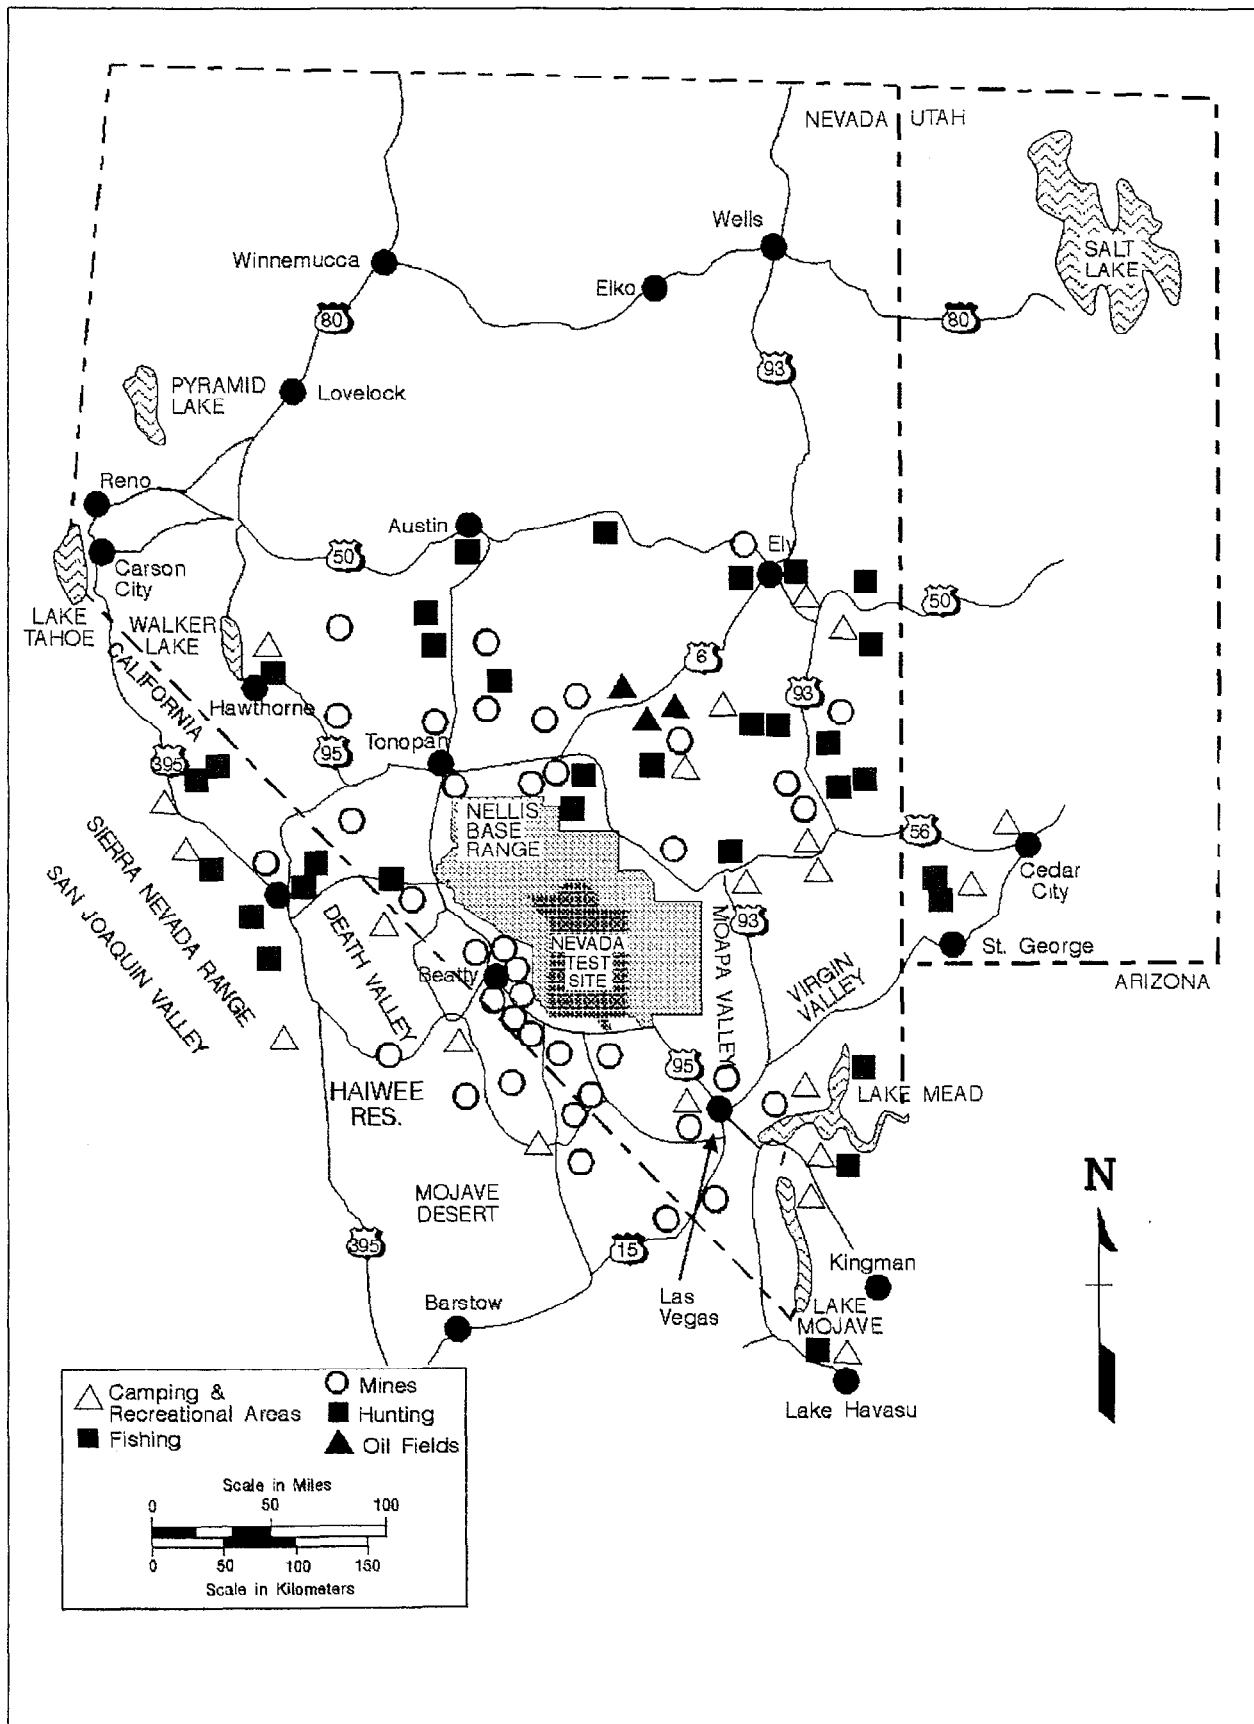 NEVADA
UTAH
Wells
SALT
LAKE
Winnemucca
Elko
80
80
93
PYRAMID
LAKE
Lovelock
Reno
Austin
50
Ely
Carson
City
LAKE
TAHOE
WALKER
LAKE
50
6
CALIFORNIA
Hawthorne
93
Tonopah
395
95
NELLIS
BASE
RANGE
56
SIERRA NEVADA RANGE
SAN JOAQUIN VALLEY
Cedar
City
DEATH VALLEY
MOAPA VALLEY
93
NEVADA
TEST
SITE
St. George
Beatty
VIRGIN
VALLEY
ARIZONA
95
HAIWEE
RES.
LAKE MEAD
N
MOJAVE
DESERT
395
15
Kingman
Las
Vegas
Barstow
LAKE
MOJAVE
Lake Havasu
Camping &
Recreational Areas
Fishing
Mines
Hunting
Oil Fields
Scale in Miles
0 50 100
0 50 100 150
Scale in Kilometers